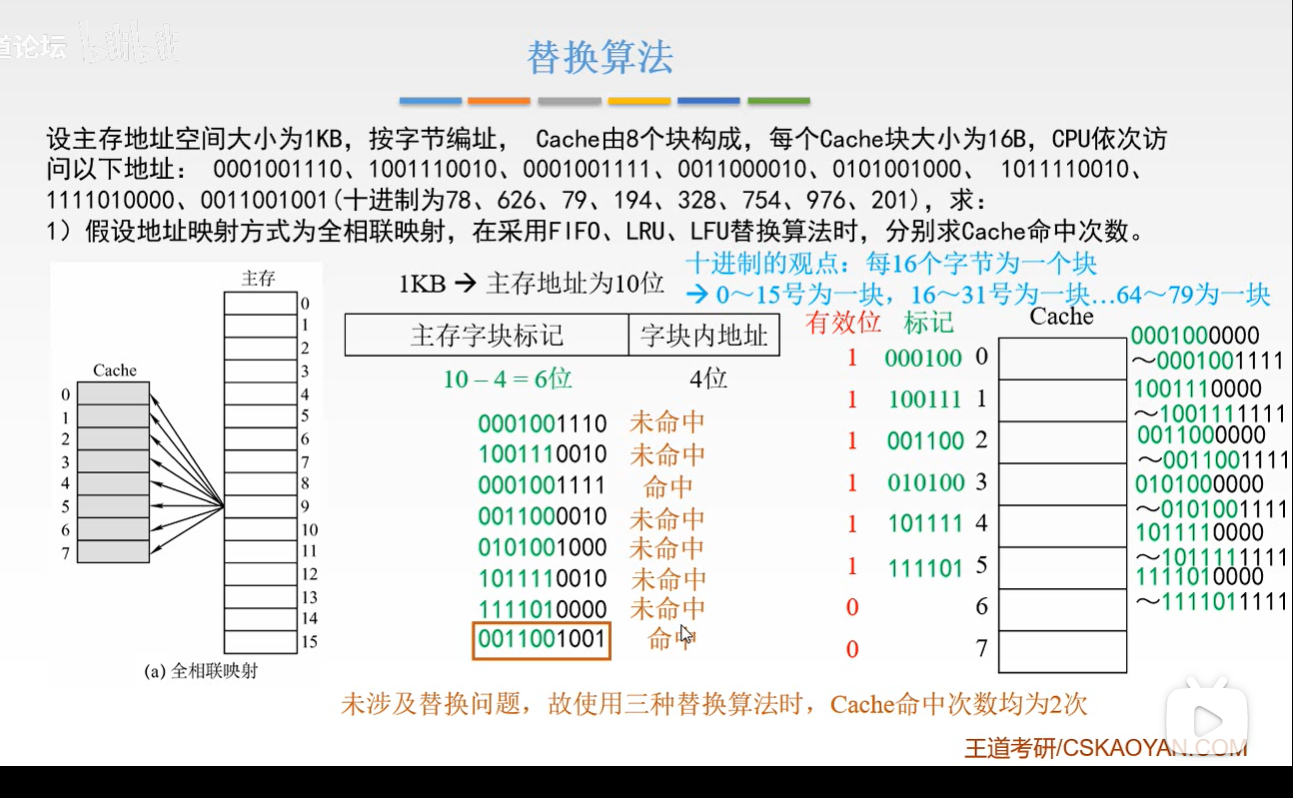 道论坛
替换算法
设主存地址空间大小为1KB，按字节编址， Cache由8个块构成，每个Cache块大小为16B，CPU依次访
问以下地址： 0001001110、1001110010、0001001111、0011000010、0101001000、 1011110010、
1111010000、0011001001(十进制为78、626、79、194、328、754、976、201)，求：
1）假设地址映射方式为全相联映射，在采用FIFO、LRU、LFU替换算法时，分别求Cache命中次数。
1KB → 主存地址为10位
十进制的观点：每16个字节为一个块
→ 0～15号为一块，16～31号为一块…64～79为一块
主存
0
1
2
3
4
5
6
7
8
9
10
11
12
13
14
15
Cache
0
1
2
3
4
5
6
7
(a) 全相联映射
主存字块标记 字块内地址
10 – 4 = 6位 4位
0001001110 未命中
1001110010 未命中
0001001111 命中
0011000010 未命中
0101001000 未命中
1011110010 未命中
1111010000 未命中
0011001001 命中
有效位 标记 Cache
1 000100 0
1 100111 1
1 001100 2
1 010100 3
1 101111 4
1 111101 5
0 6
0 7
0001000000
～0001001111
1001110000
～1001111111
0011000000
～0011001111
0101000000
～0101001111
1011110000
～1011111111
1111010000
～1111011111
未涉及替换问题，故使用三种替换算法时，Cache命中次数均为2次
王道考研/CSKAOYAN.COM